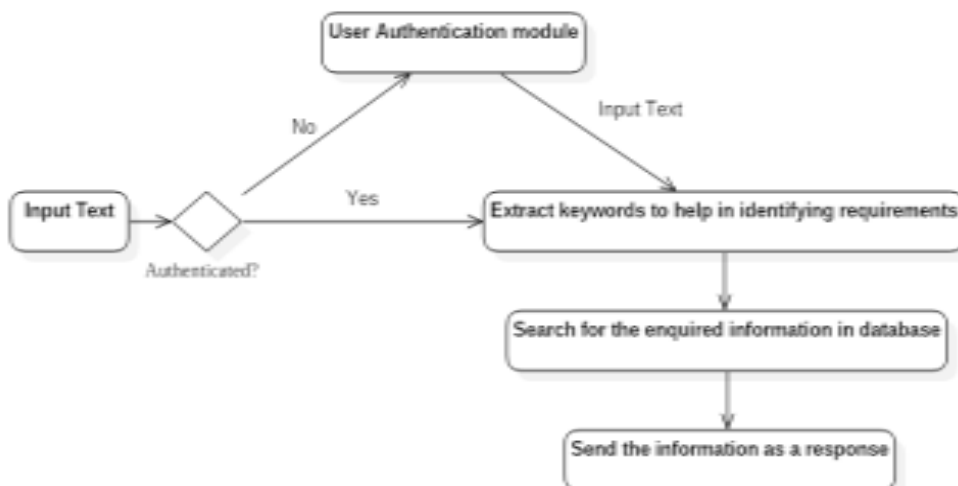 User Authentication module
No
Input Text
Yes
Input Text
Extract keywords to help in identifying requirements
Authenticated?
Search for the enquired information in database
Send the information as a response